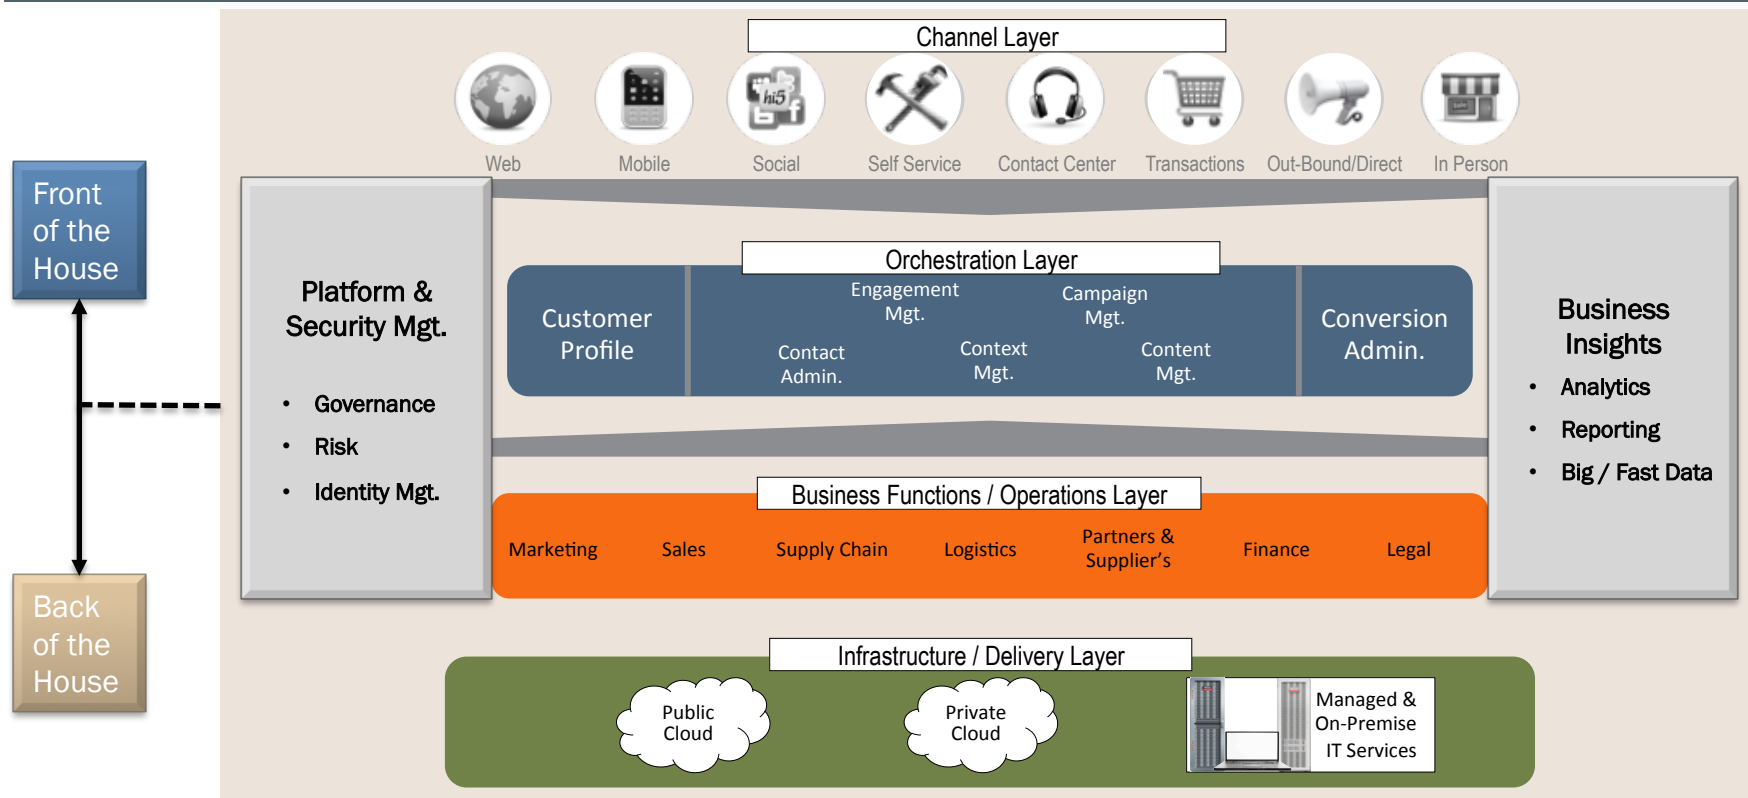 Channel Layer
hi5
Web
Mobile
Social
Self Service
Contact Center
Transactions
Out-Bound/Direct
In Person
Front
of the
House
Back
of the
House
Platform &
Security Mgt.
• Governance
• Risk
• Identity Mgt.
Orchestration Layer
Customer
Profile
Engagement
Mgt.
Campaign
Mgt.
Contact
Admin.
Context
Mgt.
Content
Mgt.
Conversion
Admin.
Business
Insights
• Analytics
• Reporting
• Big / Fast Data
Business Functions / Operations Layer
Marketing
Sales
Supply Chain
Logistics
Partners &
Supplier’s
Finance
Legal
Infrastructure / Delivery Layer
Public
Cloud
Private
Cloud
Managed &
On-Premise
IT Services